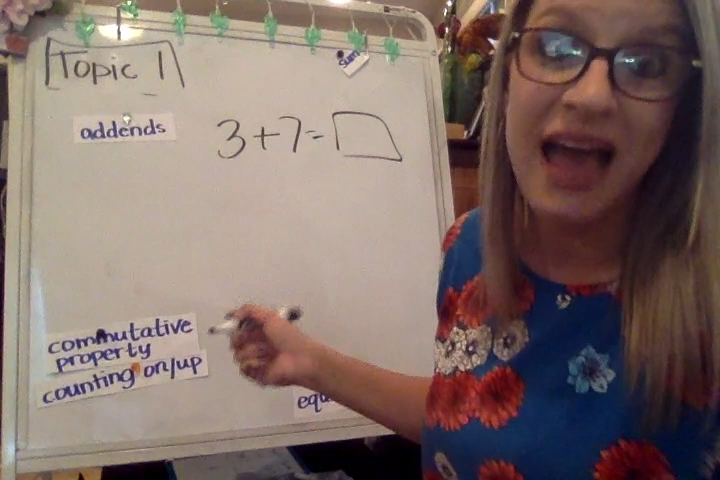 Topic 1
sum
addends
3+7=
commutative
property
counting on/up
equ